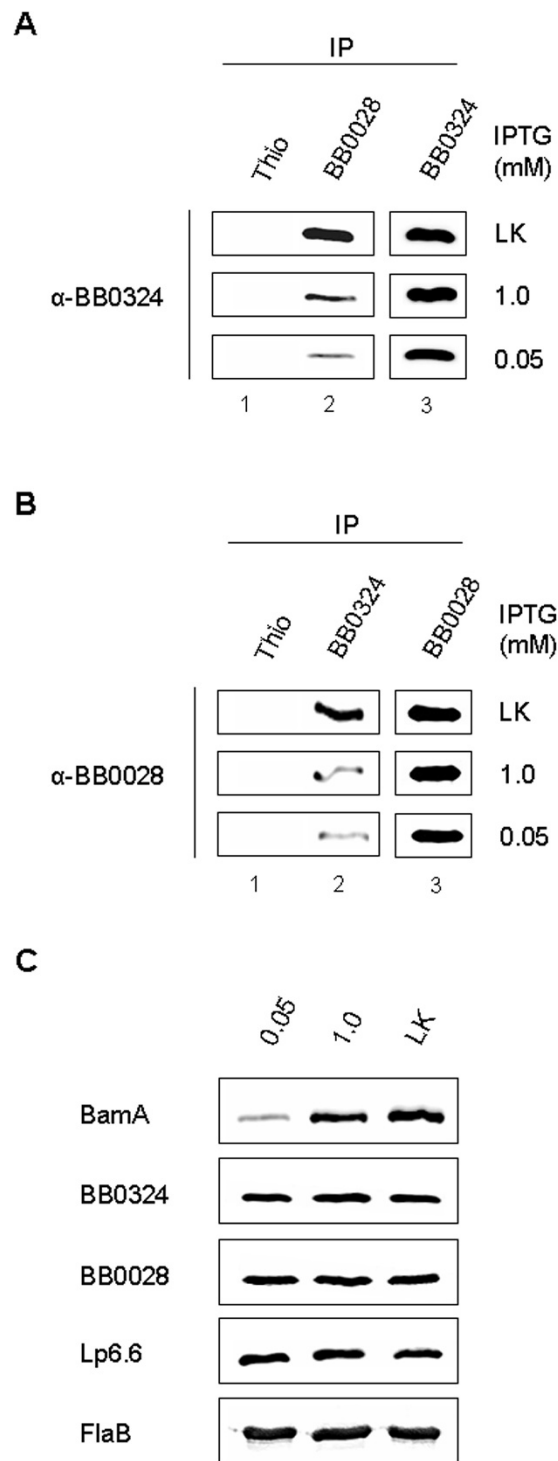 A
IP
Thio BB0028 BB0324 IPTG (mM)
α-BB0324
LK
1.0
0.05
1 2 3
B
IP
Thio BB0324 BB0028 IPTG (mM)
α-BB0028
LK
1.0
0.05
1 2 3
C
0.05 1.0 LK
BamA
BB0324
BB0028
Lp6.6
FlaB